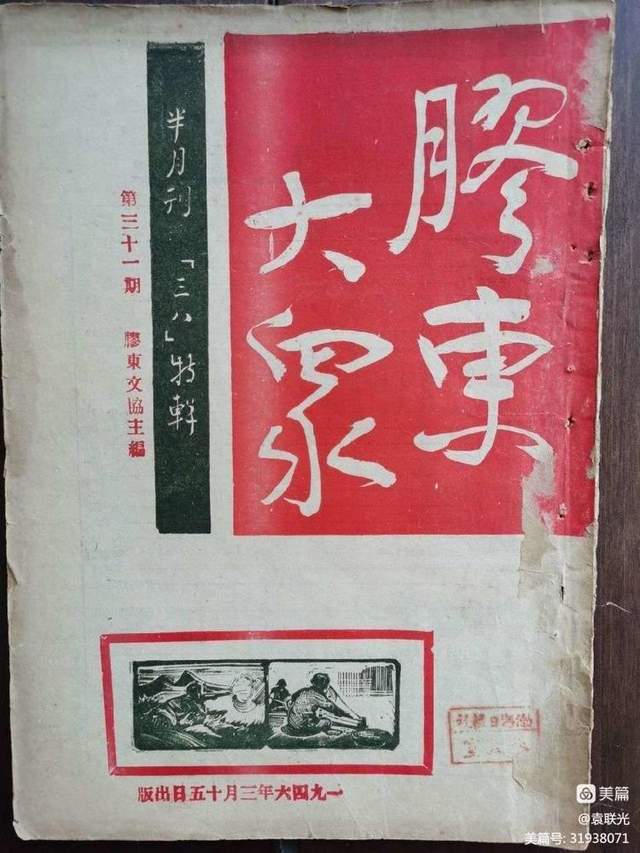 膠東
大眾
半月刊 「三八」特輯
第三十一期 膠東文協主編
一九四六年三月十五日出版
美篇
@袁联光
美篇号: 31938071